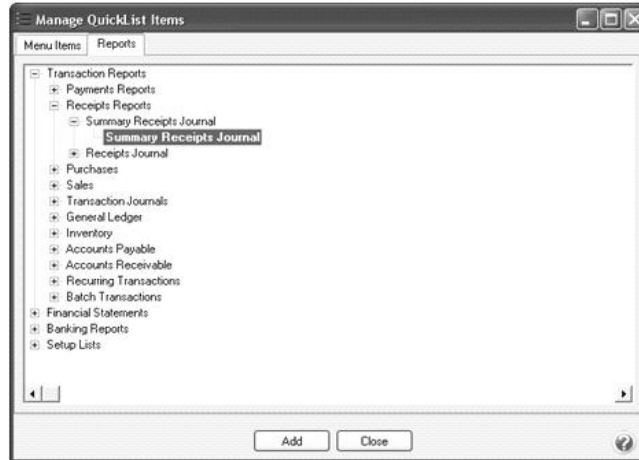 Manage QuickList Items
Menu Items Reports
Transaction Reports
Payments Reports
Receipts Reports
Summary Receipts Journal
Summary Receipts Journal
Receipts Journal
Purchases
Sales
Transaction Journals
General Ledger
Inventory
Accounts Payable
Accounts Receivable
Recurring Transactions
Batch Transactions
Financial Statements
Banking Reports
Setup Lists
Add Close